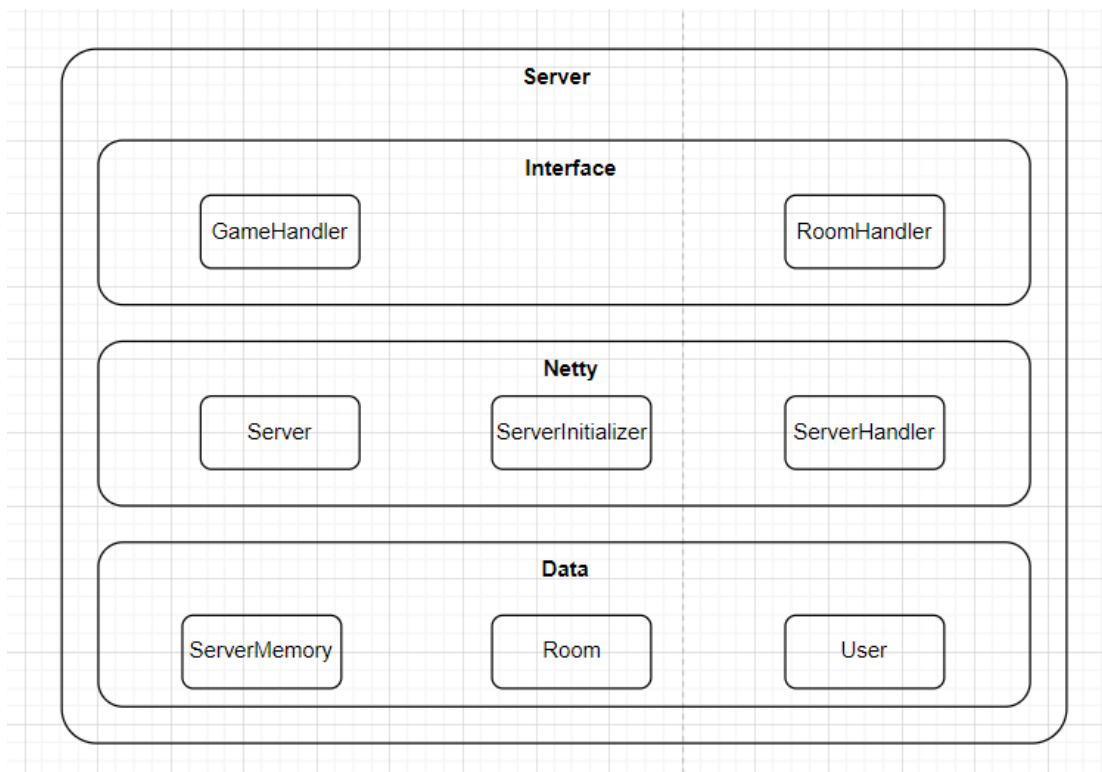 Server
Interface
GameHandler
RoomHandler
Netty
Server
ServerInitializer
ServerHandler
Data
ServerMemory
Room
User